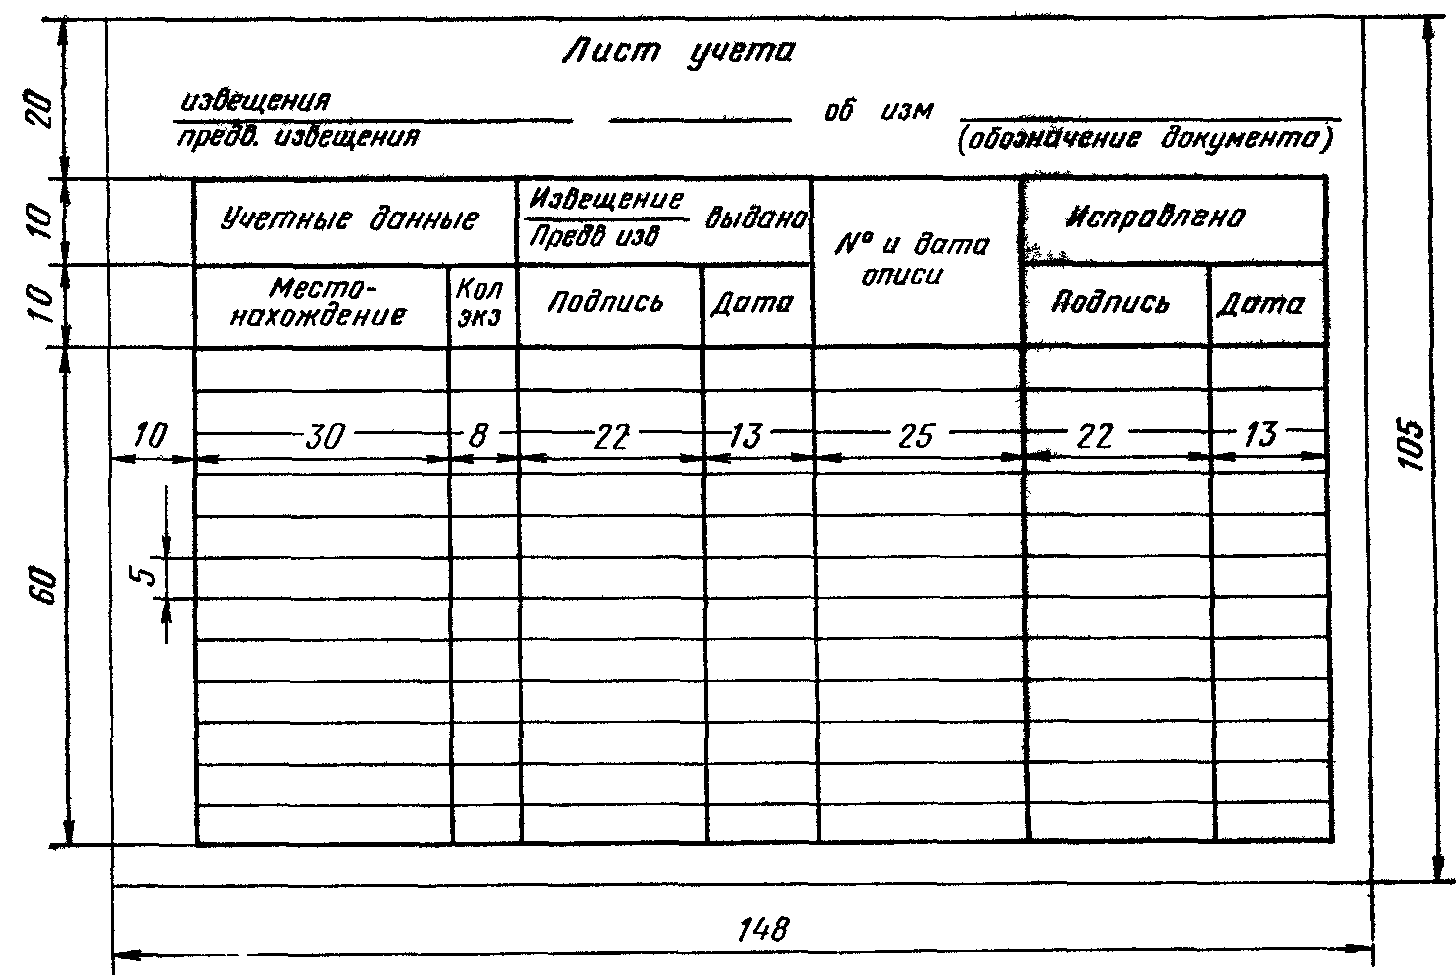 Лист учета
извещения
предв. извещения
об изм
(обозначение документа)
20
Учетные данные
Извещение
Предв изв
выдано
№ и дата
описи
Исправлено
10
Место-
нахождение
Кол
экз
Подпись
Дата
Подпись
Дата
10
10 30 8 22 13 25 22 13
105
5
60
148